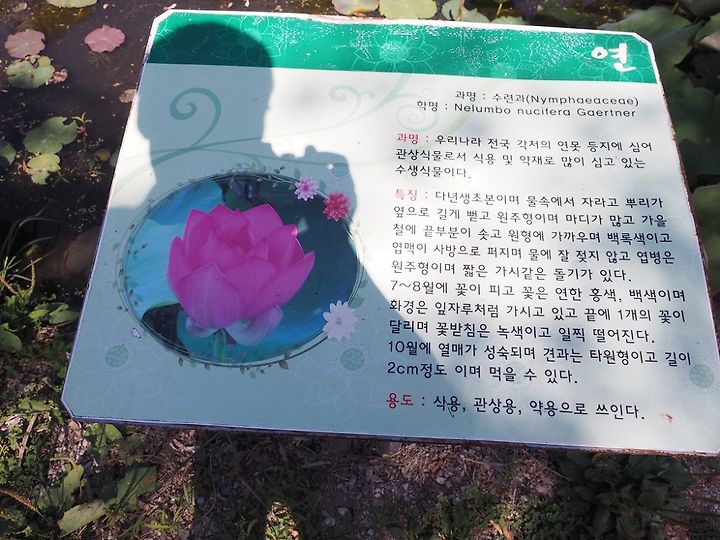 연
과명 : 수련과(Nymphaeaceae)
학명 : Nelumbo nucifera Gaertner
과명 : 우리나라 전국 각처의 연못 등지에 심어
관상식물로서 식용 및 약재로 많이 심고 있는
수생식물이다.
특징 : 다년생초본이며 물속에서 자라고 뿌리가
옆으로 길게 뻗고 원주형이며 마디가 많고 가을
철에 끝부분이 솟고 원형에 가까우며 백록색이고
엽맥이 사방으로 퍼지며 물에 잘 젖지 않고 엽병은
원주형이며 짧은 가시같은 돌기가 있다.
7~8월에 꽃이 피고 꽃은 연한 홍색, 백색이며
화경은 잎자루처럼 가시고 있고 끝에 1개의 꽃이
달리며 꽃받침은 녹색이고 일찍 떨어진다.
10월에 열매가 성숙되며 견과는 타원형이고 길이
2cm정도 이며 먹을 수 있다.
용도 : 식용, 관상용, 약용으로 쓰인다.